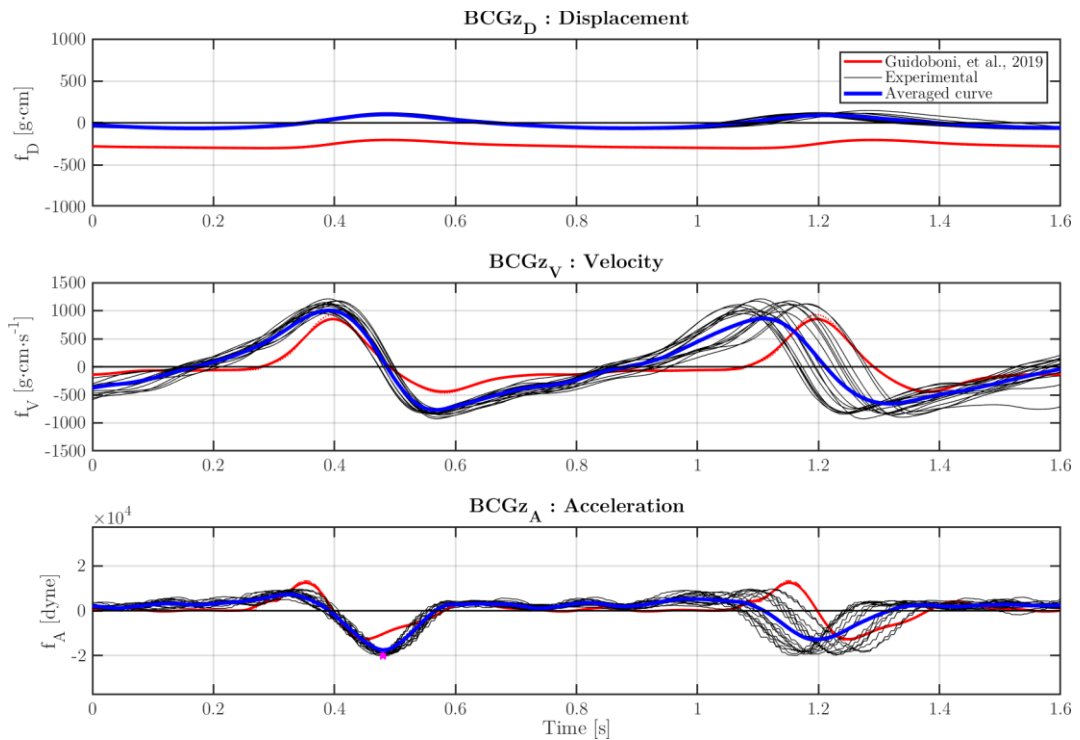 BCGz_D : Displacement
1000
500
0
-500
-1000
f_D [g·cm]
Guidoboni, et al., 2019
Experimental
Averaged curve
0 0.2 0.4 0.6 0.8 1 1.2 1.4 1.6
BCGz_V : Velocity
1500
1000
500
0
-500
-1000
-1500
f_V [g·cm·s⁻¹]
0 0.2 0.4 0.6 0.8 1 1.2 1.4 1.6
BCGz_A : Acceleration
×10⁴
2
0
-2
f_A [dyne]
0 0.2 0.4 0.6 0.8 1 1.2 1.4 1.6
Time [s]